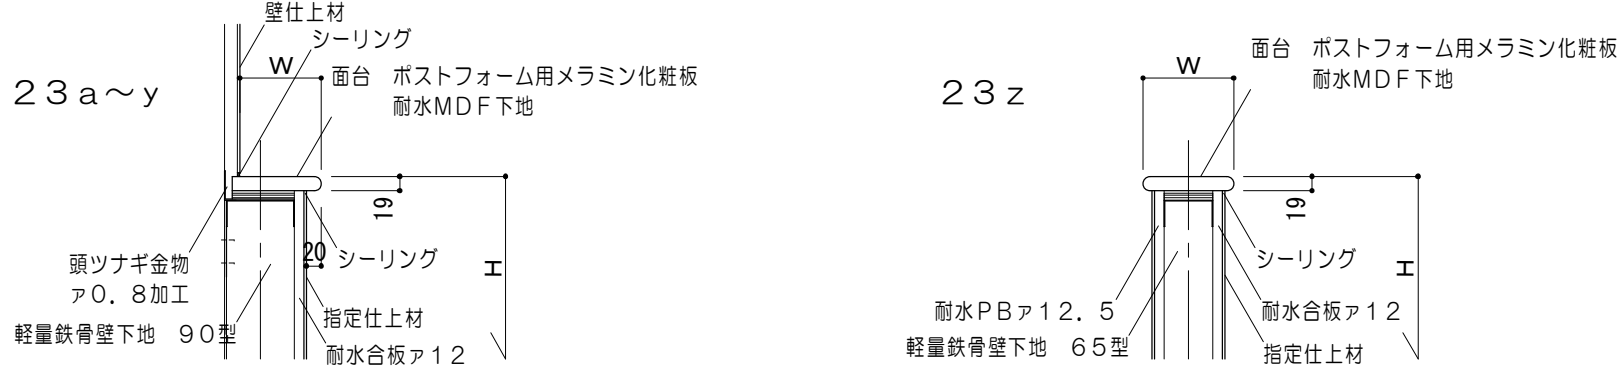 壁仕上材
シーリング
W
面台　ポストフォーム用メラミン化粧板
耐水MDF下地
23a～y
19
20
シーリング
H
頭ツナギ金物
ァ0．8加工
指定仕上材
軽量鉄骨壁下地　90型
耐水合板ァ12
面台　ポストフォーム用メラミン化粧板
耐水MDF下地
W
23z
19
シーリング
H
耐水PBァ12．5
耐水合板ァ12
軽量鉄骨壁下地　65型
指定仕上材